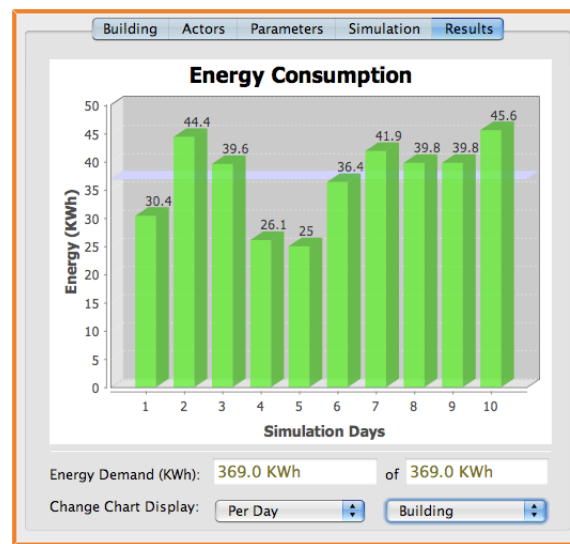 Building Actors Parameters Simulation Results
Energy Consumption
50
45
40
35
30
25
20
15
10
5
0
Energy (KWh)
30.4 44.4 39.6 26.1 25 36.4 41.9 39.8 39.8 45.6
1 2 3 4 5 6 7 8 9 10
Simulation Days
Energy Demand (KWh): 369.0 KWh of 369.0 KWh
Change Chart Display: Per Day Building